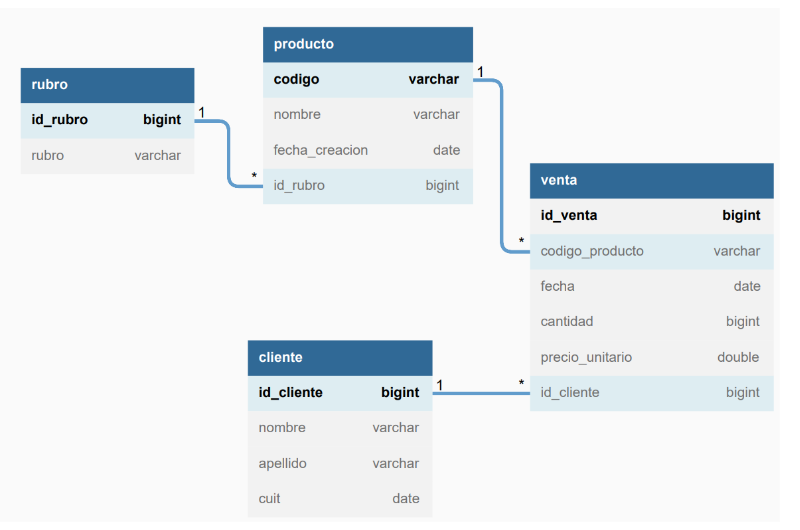 producto
codigo varchar
nombre varchar
fecha_creacion date
id_rubro bigint
rubro
id_rubro bigint
rubro varchar
1
*
1
*
venta
id_venta bigint
codigo_producto varchar
fecha date
cantidad bigint
precio_unitario double
id_cliente bigint
cliente
id_cliente bigint
nombre varchar
apellido varchar
cuit date
1
*